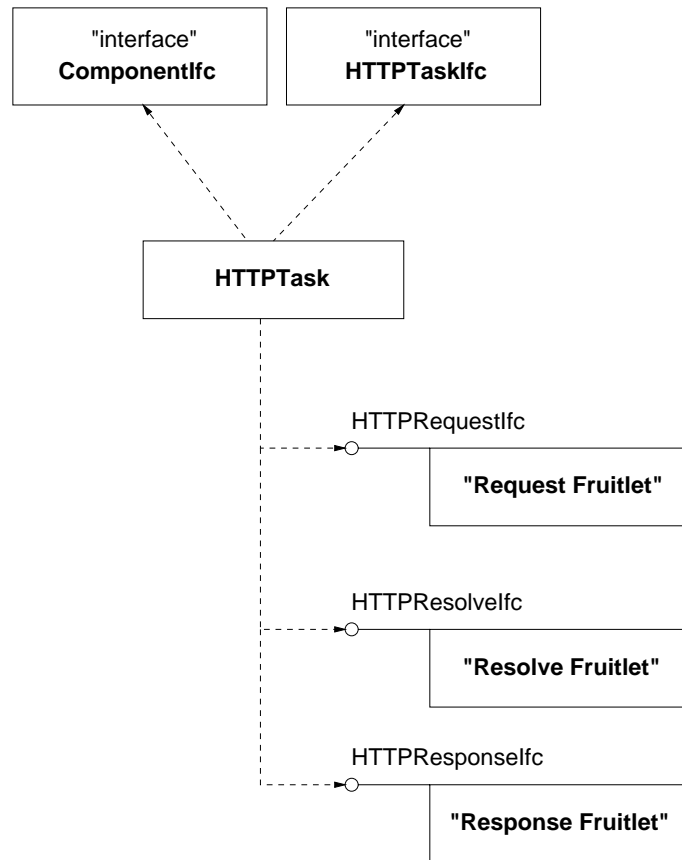 "interface"
ComponentIfc
"interface"
HTTPTaskIfc
HTTPTask
HTTPRequestIfc
"Request Fruitlet"
HTTPResolveIfc
"Resolve Fruitlet"
HTTPResponseIfc
"Response Fruitlet"